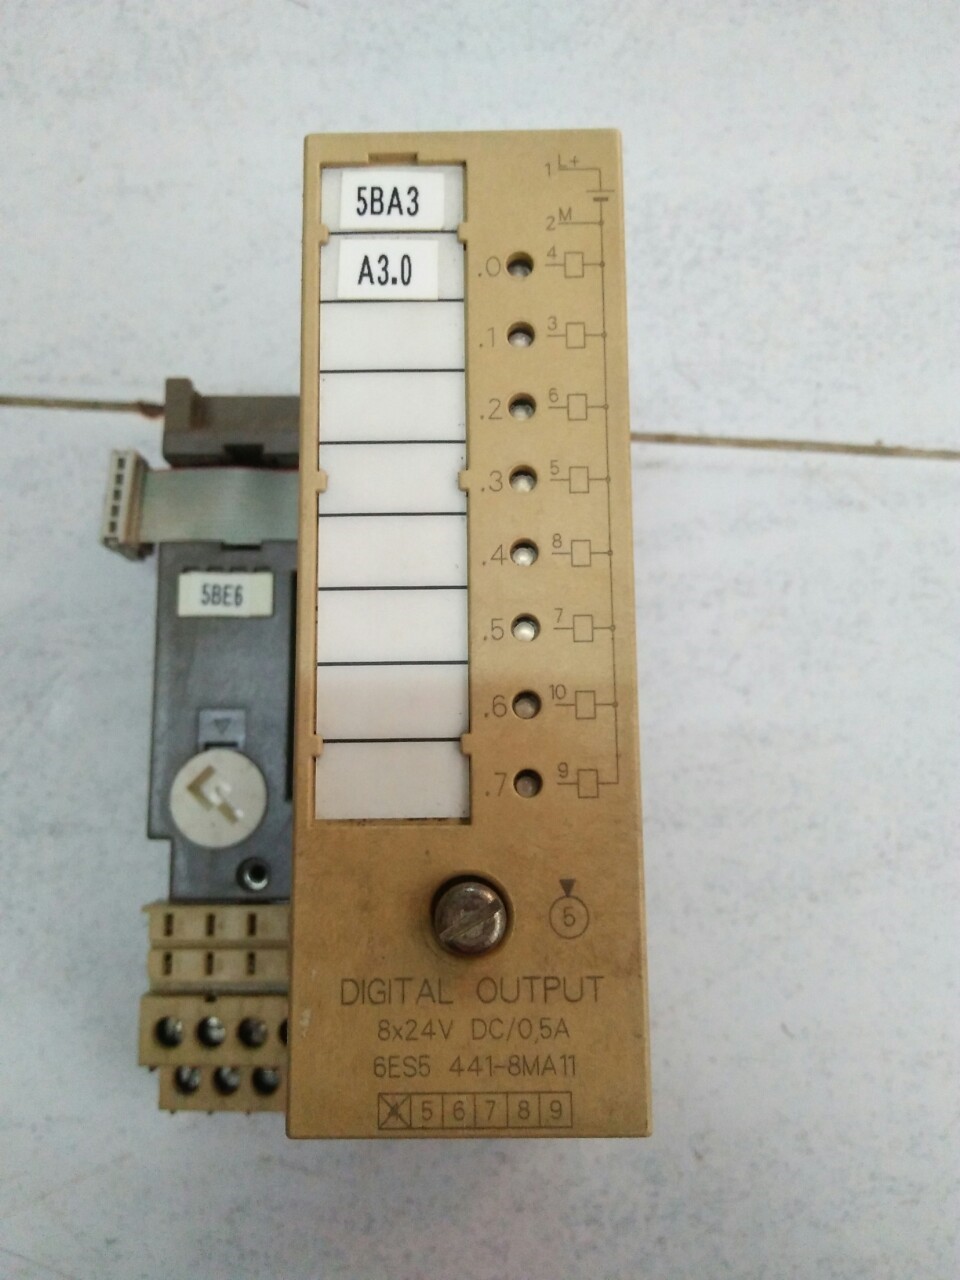 1 L+
5BA3
2 M
A3.0
.0 4
.1 3
.2 6
.3 5
.4 8
.5 7
.6 10
.7 9
5BE6
5
DIGITAL OUTPUT
8x24V DC/0,5A
6ES5 441-8MA11
4 5 6 7 8 9